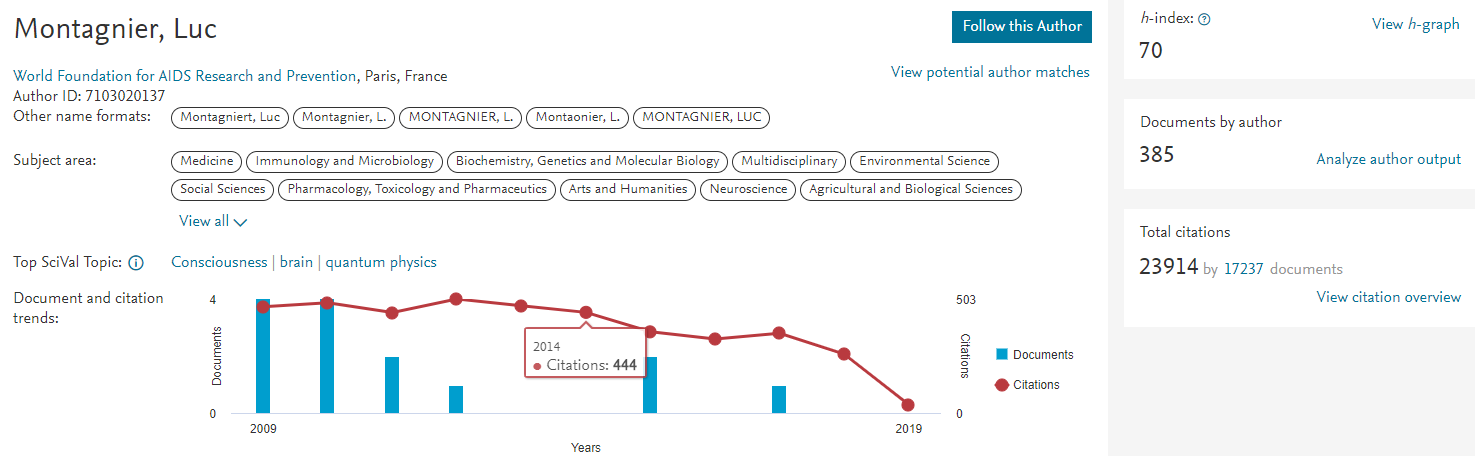 Montagnier, Luc
Follow this Author
World Foundation for AIDS Research and Prevention, Paris, France
View potential author matches
Author ID: 7103020137
Other name formats: Montagniert, Luc Montagnier, L. MONTAGNIER, L. Montaonier, L. MONTAGNIER, LUC
Subject area: Medicine Immunology and Microbiology Biochemistry, Genetics and Molecular Biology Multidisciplinary Environmental Science
Social Sciences Pharmacology, Toxicology and Pharmaceutics Arts and Humanities Neuroscience Agricultural and Biological Sciences
View all
Top SciVal Topic: Consciousness | brain | quantum physics
Document and citation
trends:
4
503
Documents
2014
Citations: 444
Citations
Documents
Citations
0
0
2009
2019
Years
h-index:
View h-graph
70
Documents by author
385
Analyze author output
Total citations
23914 by 17237 documents
View citation overview